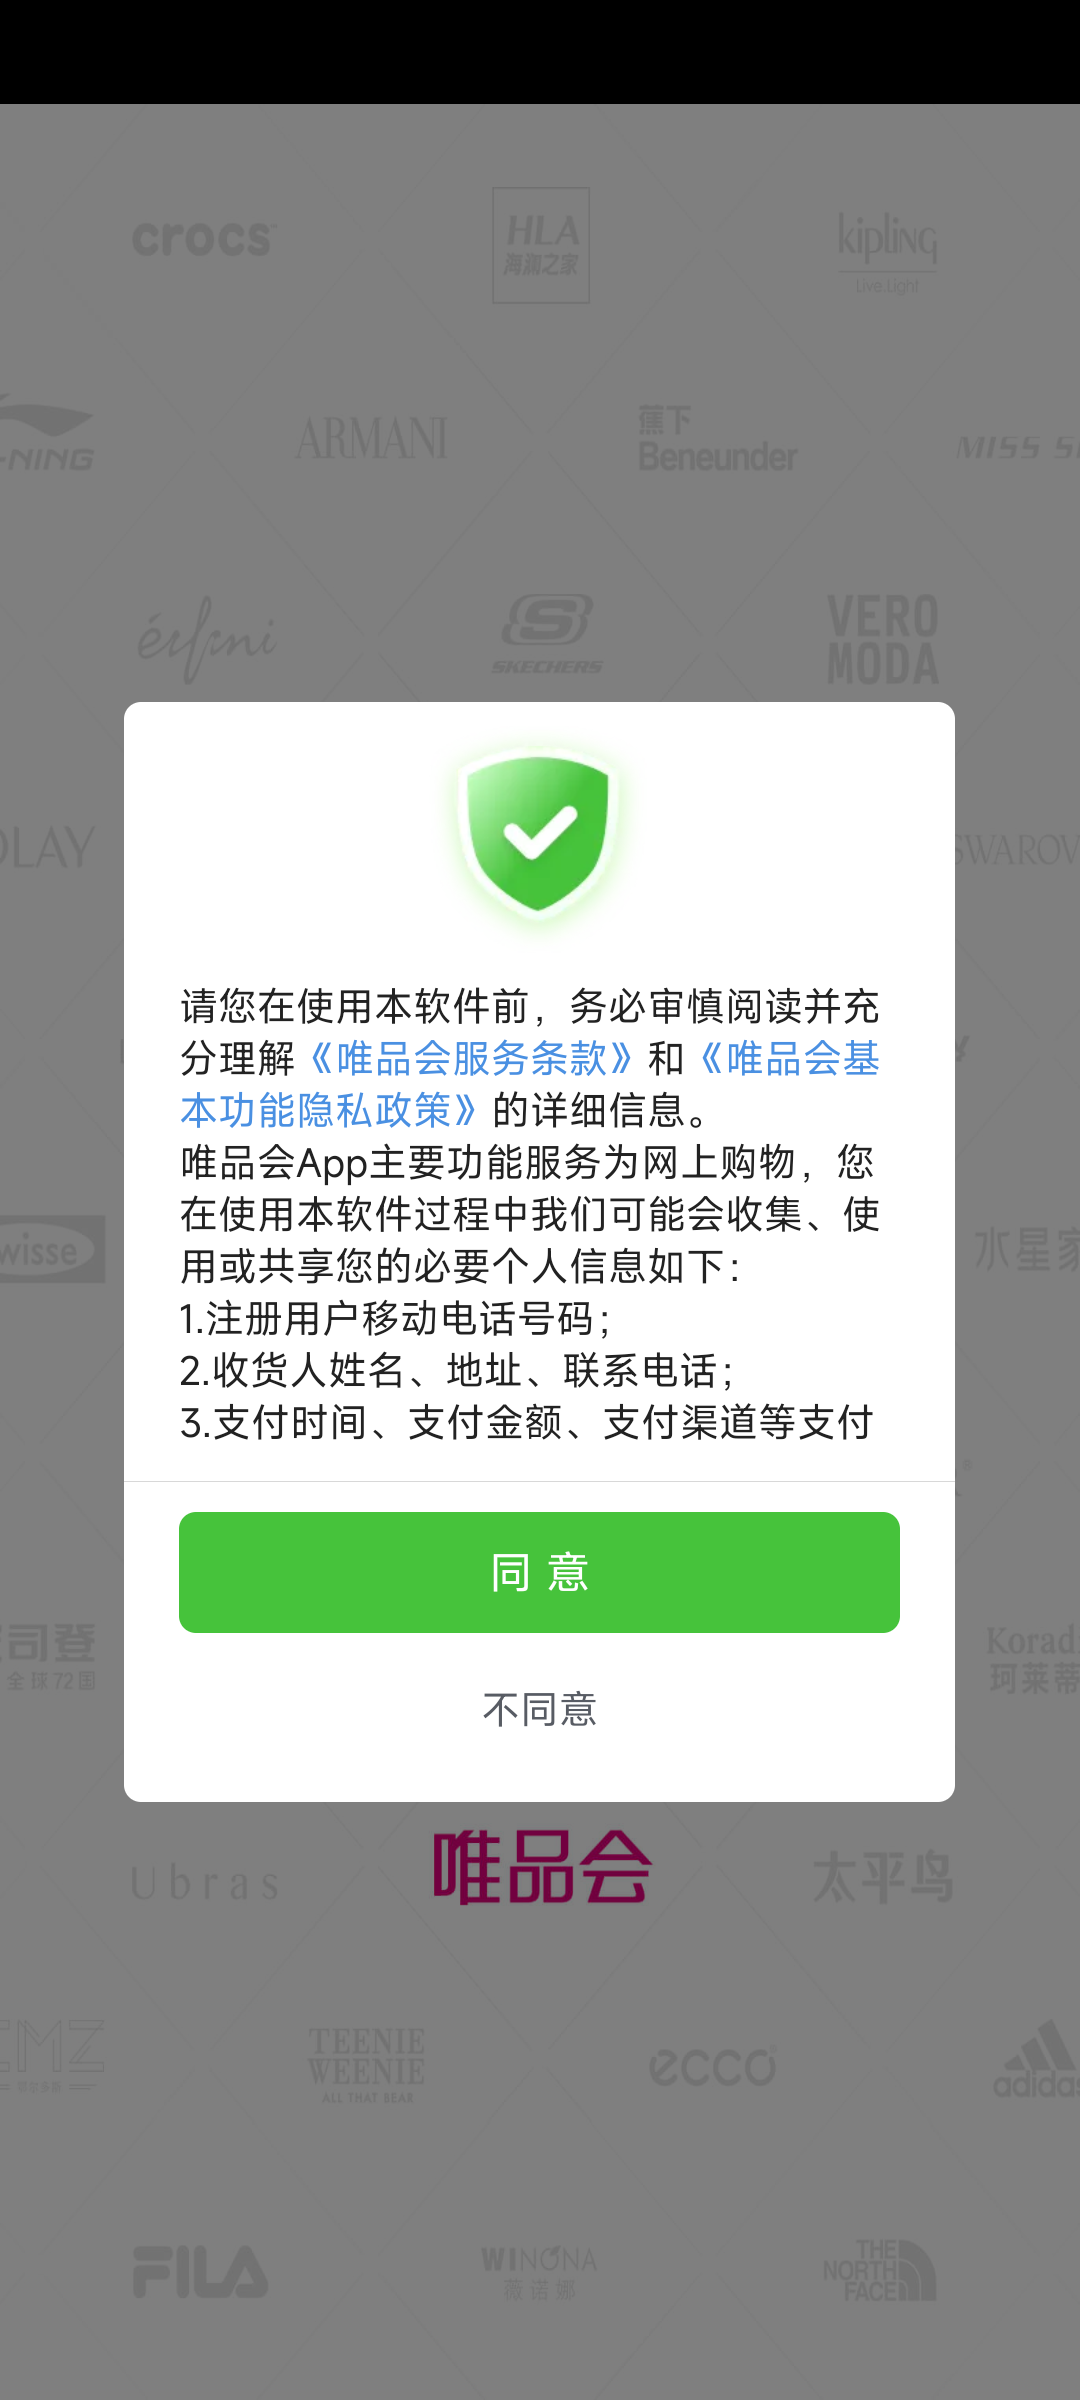 crocs
HLA
海澜之家
kipling
Live.Light
-NING
ARMANI
蕉下
Beneunder
MISS
érfani
SKECHERS
VERO
MODA
OLAY
SWAROV
请您在使用本软件前，务必审慎阅读并充
分理解《唯品会服务条款》和《唯品会基
本功能隐私政策》的详细信息。
唯品会App主要功能服务为网上购物，您
在使用本软件过程中我们可能会收集、使
用或共享您的必要个人信息如下：
1.注册用户移动电话号码；
2.收货人姓名、地址、联系电话；
3.支付时间、支付金额、支付渠道等支付
wisse
水星家
同意
司登
全球72国
Korad
珂莱蒂
不同意
Ubras
唯品会
太平鸟
TEENIE
WEENIE
ALL THAT BEAR
ecco
adidas
FILA
WINONA
薇诺娜
THE
NORTH
FACE